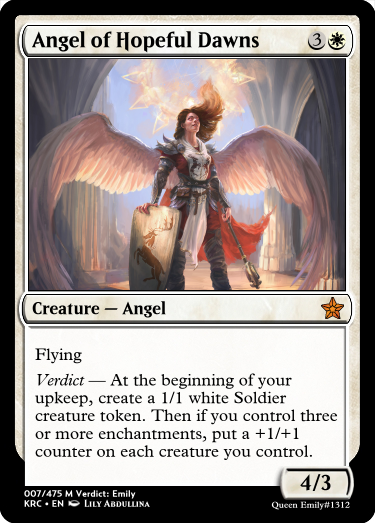 Angel of Hopeful Dawns 3
Creature — Angel
Flying
Verdict — At the beginning of your
upkeep, create a 1/1 white Soldier
creature token. Then if you control three
or more enchantments, put a +1/+1
counter on each creature you control.
4/3
007/475 M Verdict: Emily
KRC • EN Lily Abdullina
Queen Emily#1312